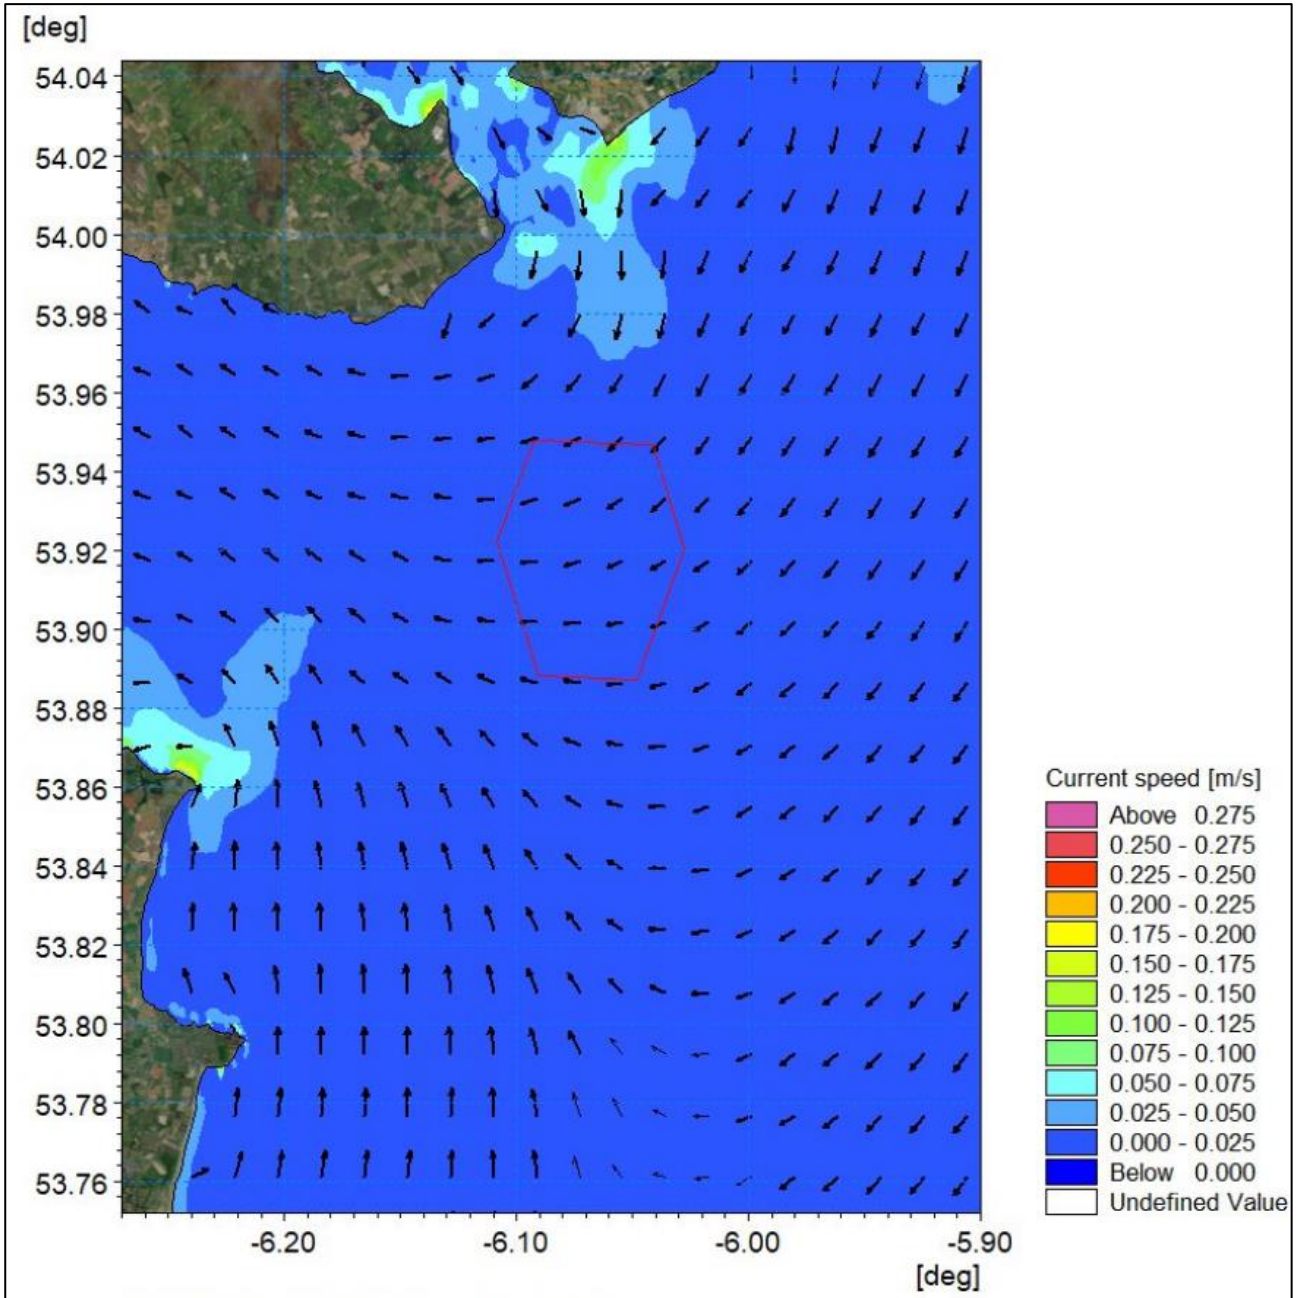 [deg]
54.04
54.02
54.00
53.98
53.96
53.94
53.92
53.90
53.88
53.86
53.84
53.82
53.80
53.78
53.76
-6.20 -6.10 -6.00 -5.90
[deg]
Current speed [m/s]
Above 0.275
0.250 - 0.275
0.225 - 0.250
0.200 - 0.225
0.175 - 0.200
0.150 - 0.175
0.125 - 0.150
0.100 - 0.125
0.075 - 0.100
0.050 - 0.075
0.025 - 0.050
0.000 - 0.025
Below 0.000
Undefined Value